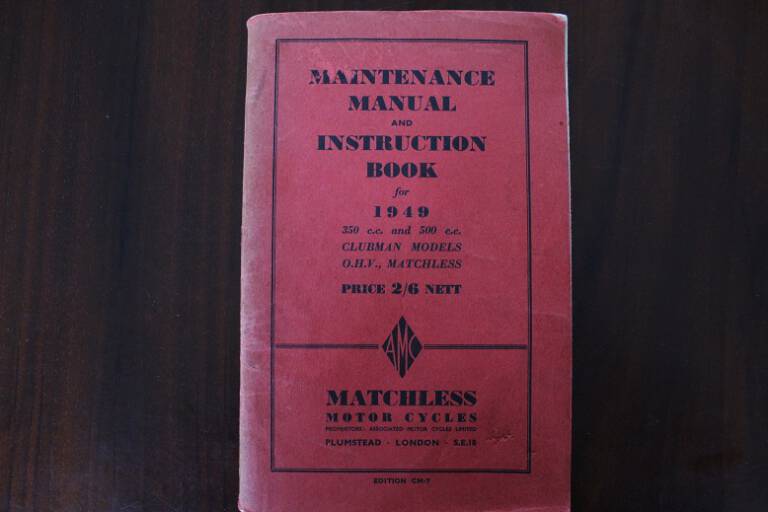 MAINTENANCE
MANUAL
AND
INSTRUCTION
BOOK
for
1949
350 c.c. and 500 c.c.
CLUBMAN MODELS
O.H.V., MATCHLESS
PRICE 2/6 NETT
AMC
MATCHLESS
MOTOR CYCLES
PROPRIETORS: ASSOCIATED MOTOR CYCLES LIMITED
PLUMSTEAD · LONDON · S.E.18
EDITION CM-7